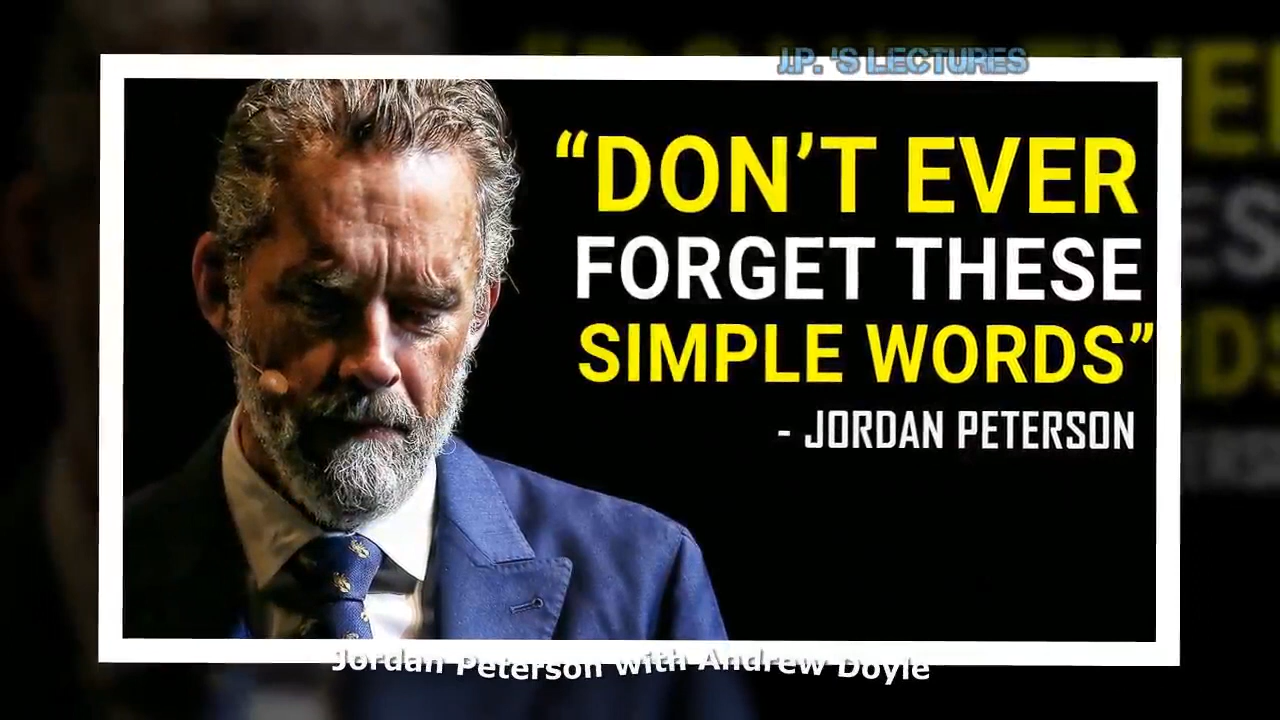 J.P. 'S LECTURES
“DON’T EVER
FORGET THESE
SIMPLE WORDS”
- JORDAN PETERSON
Jordan Peterson with Andrew Doyle